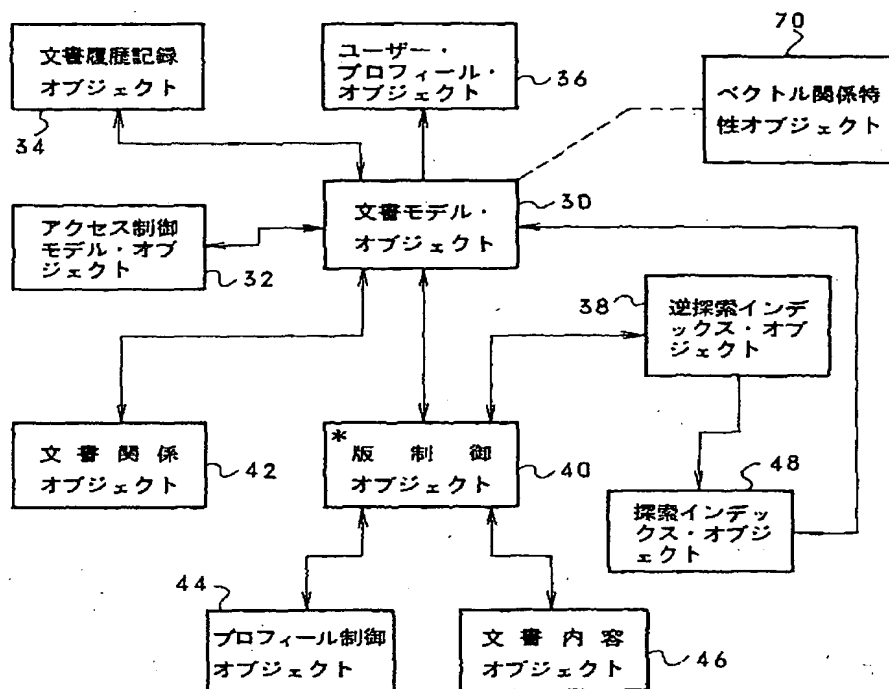 文書履歴記録
オブジェクト
34
ユーザー・
プロフィール・
オブジェクト
36
70
ベクトル関係特
性オブジェクト
アクセス制御
モデル・オブ
ジェクト
32
文書モデル・
オブジェクト
30
38
逆探索インデ
ックス・オブ
ジェクト
文書関係
オブジェクト
42
*
版制御
オブジェクト
40
48
探索インデッ
クス・オブジ
ェクト
44
プロフィール制御
オブジェクト
文書内容
オブジェクト
46